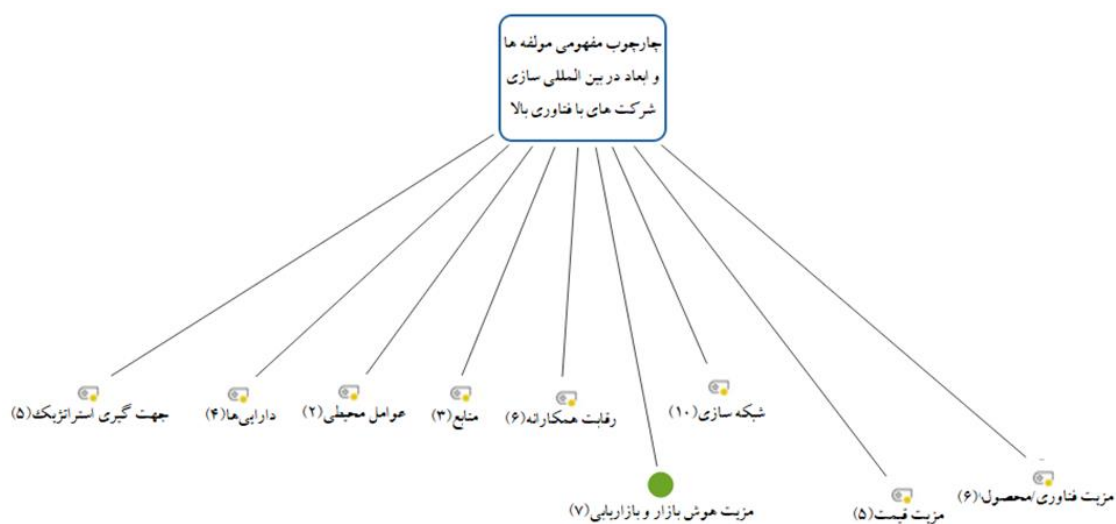 چارچوب مفهومی مولفه ها
و ابعاد در بین المللی سازی
شرکت های با فناوری بالا
شبکه سازی(۱۰)
رقابت همکارانه(۶)
منابع(۳)
عوامل محیطی(۲)
دارایی‌ها(۴)
جهت گیری استراتژیک(۵)
مزیت فناوری/محصول(۶)
مزیت قیمت(۵)
مزیت هوش بازار و بازاریابی(۷)